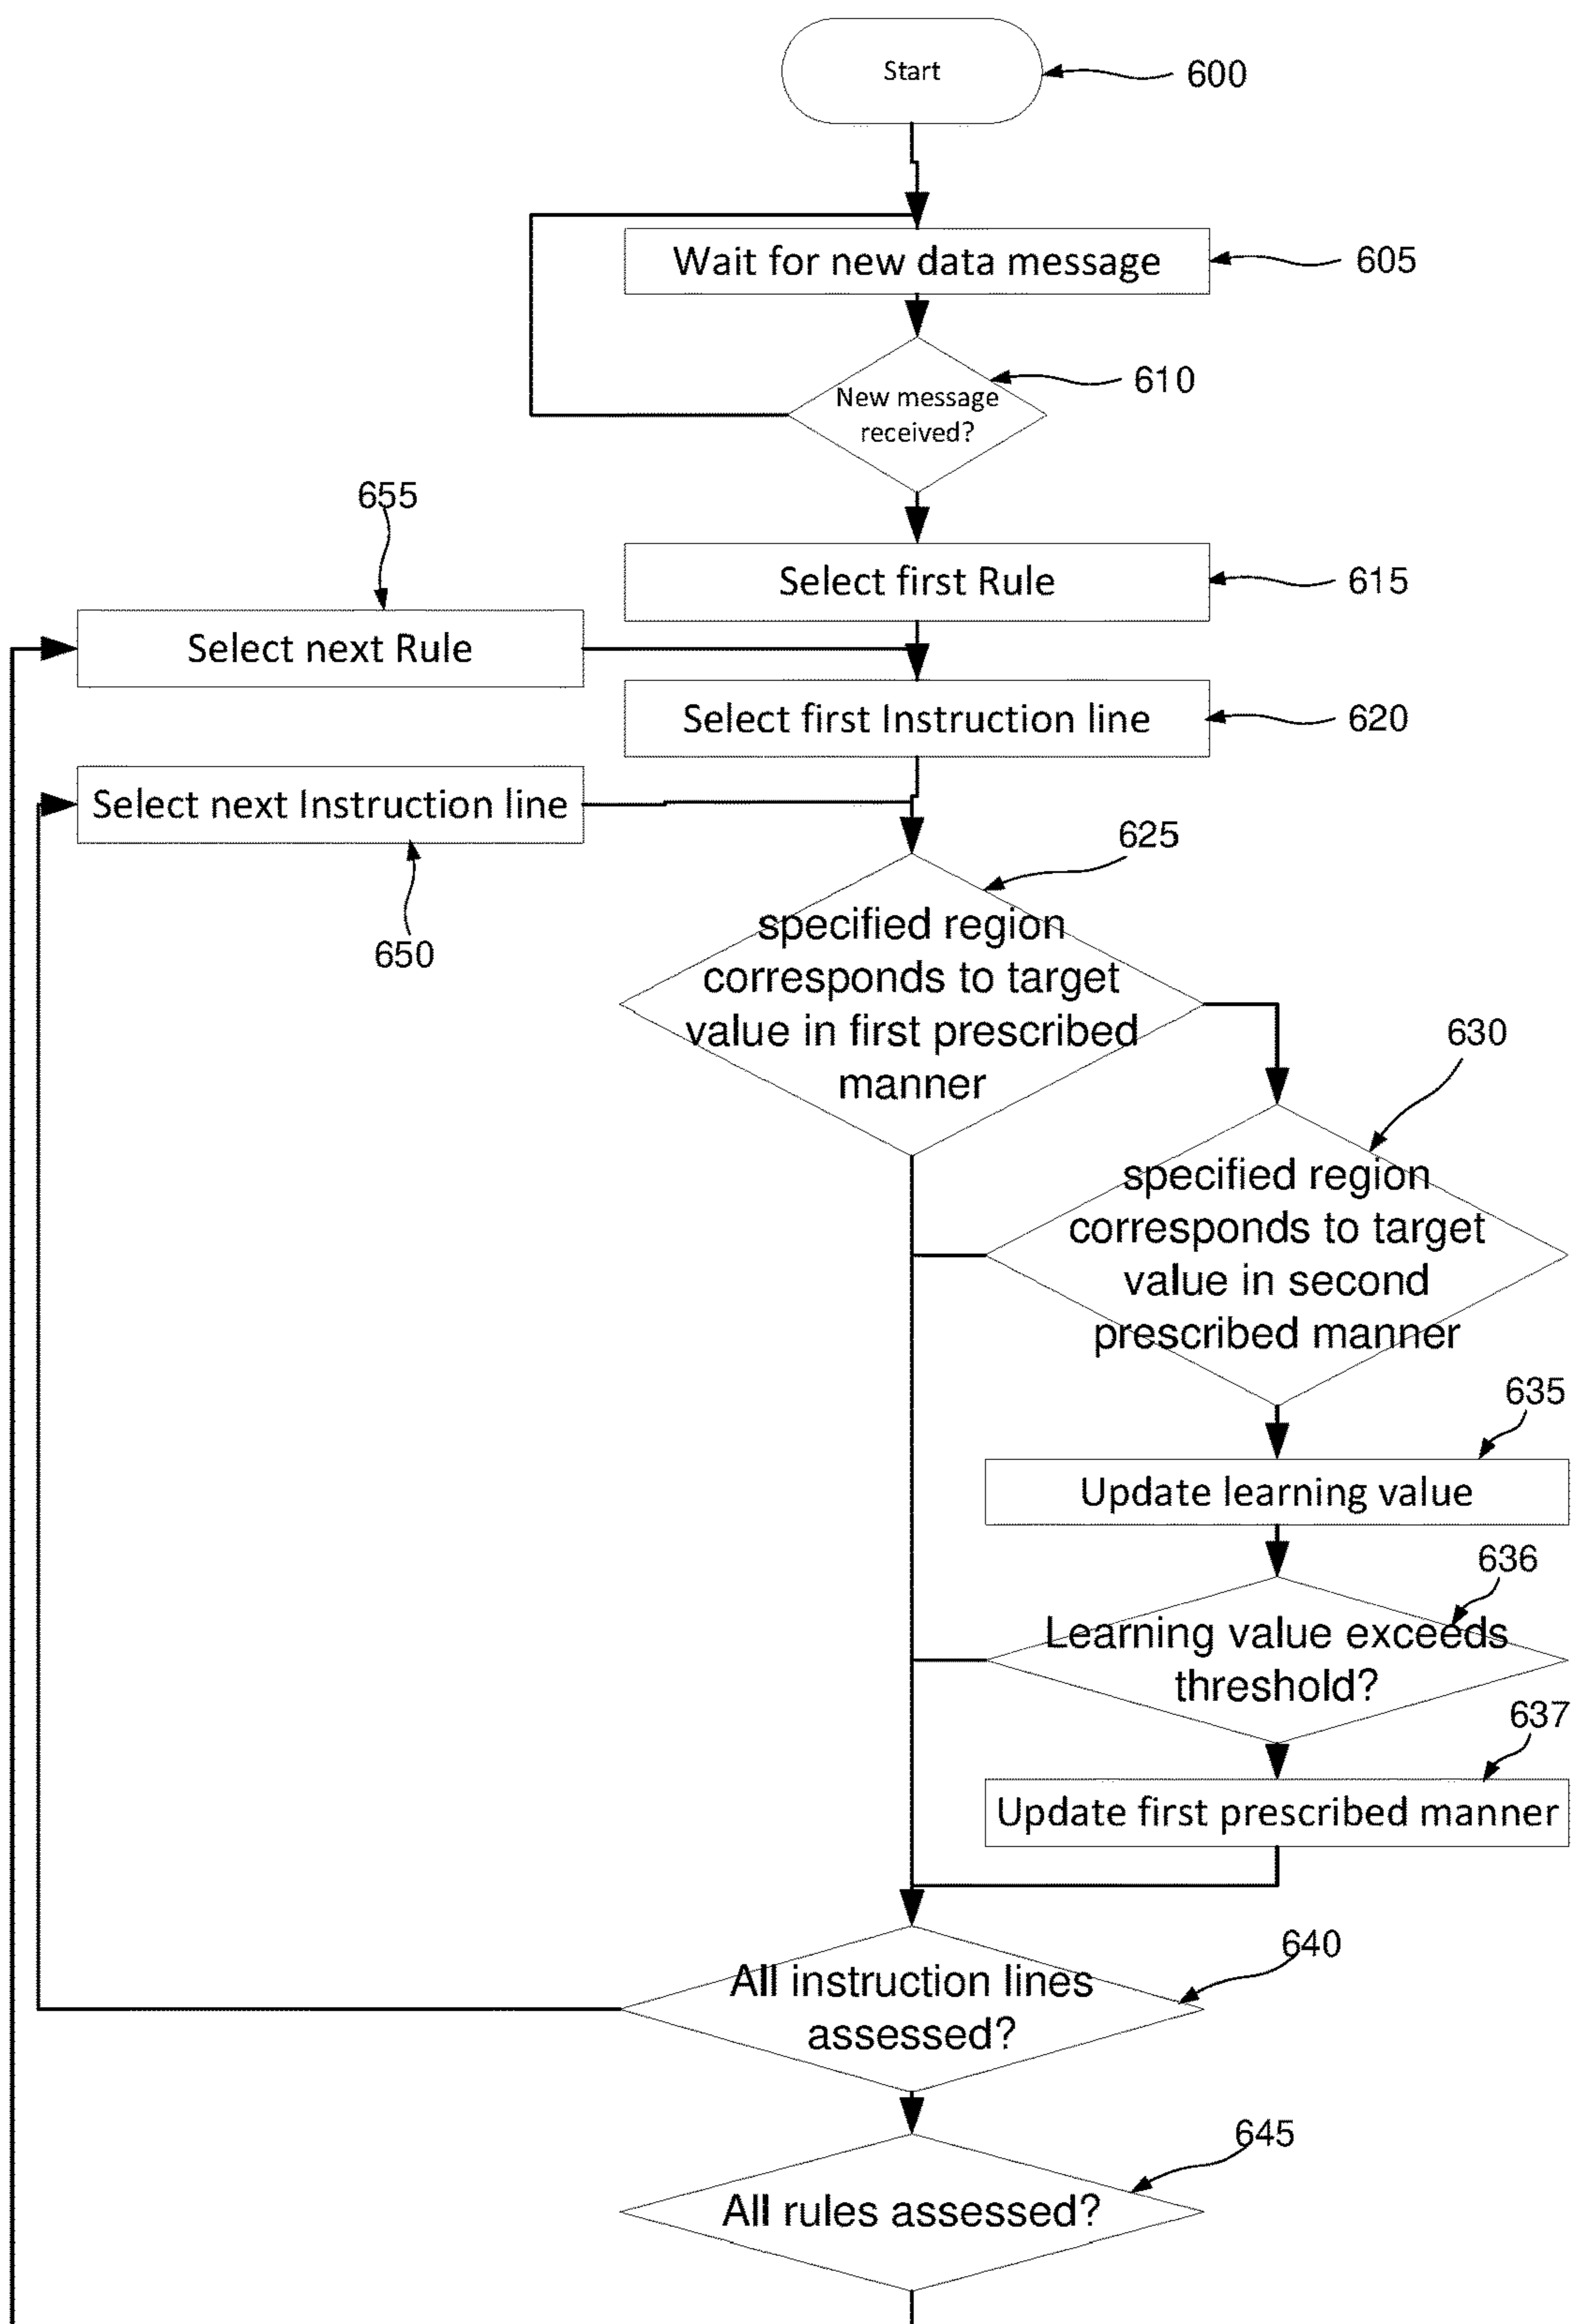 Start
600
Wait for new data message
605
New message
received?
610
655
Select first Rule
615
Select next Rule
Select first Instruction line
620
Select next Instruction line
650
625
specified region
corresponds to target
value in first prescribed
manner
630
specified region
corresponds to target
value in second
prescribed manner
635
Update learning value
636
Learning value exceeds
threshold?
637
Update first prescribed manner
640
All instruction lines
assessed?
645
All rules assessed?